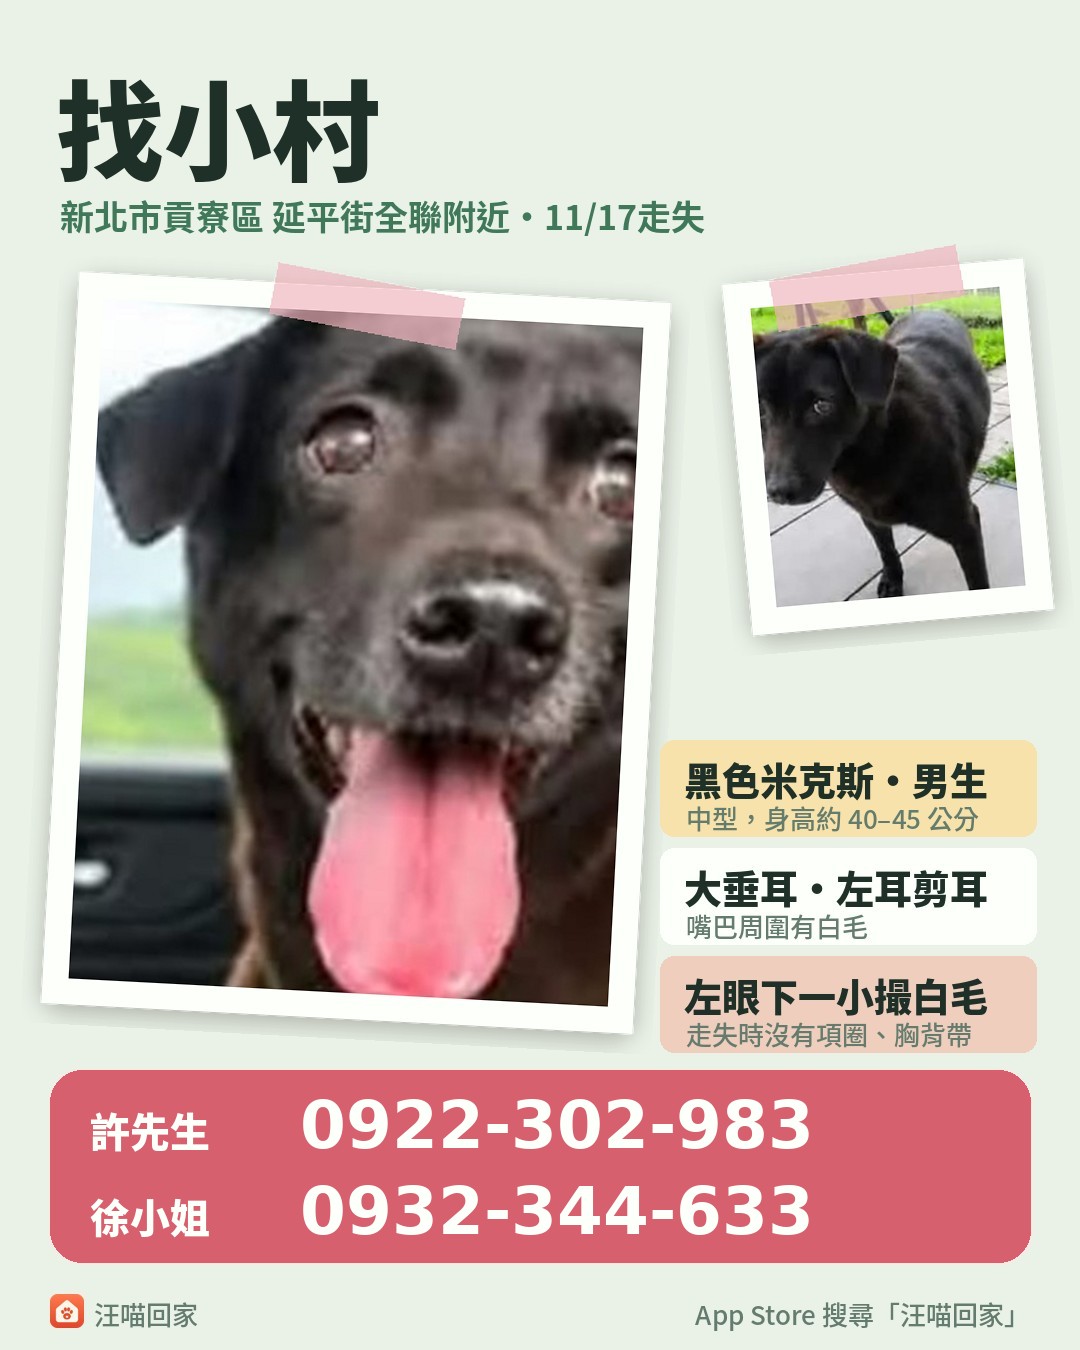 找小村
新北市貢寮區 延平街全聯附近・11/17走失
黑色米克斯・男生
中型，身高約 40–45 公分
大垂耳・左耳剪耳
嘴巴周圍有白毛
左眼下一小撮白毛
走失時沒有項圈、胸背帶
許先生 0922-302-983
徐小姐 0932-344-633
汪喵回家
App Store 搜尋「汪喵回家」